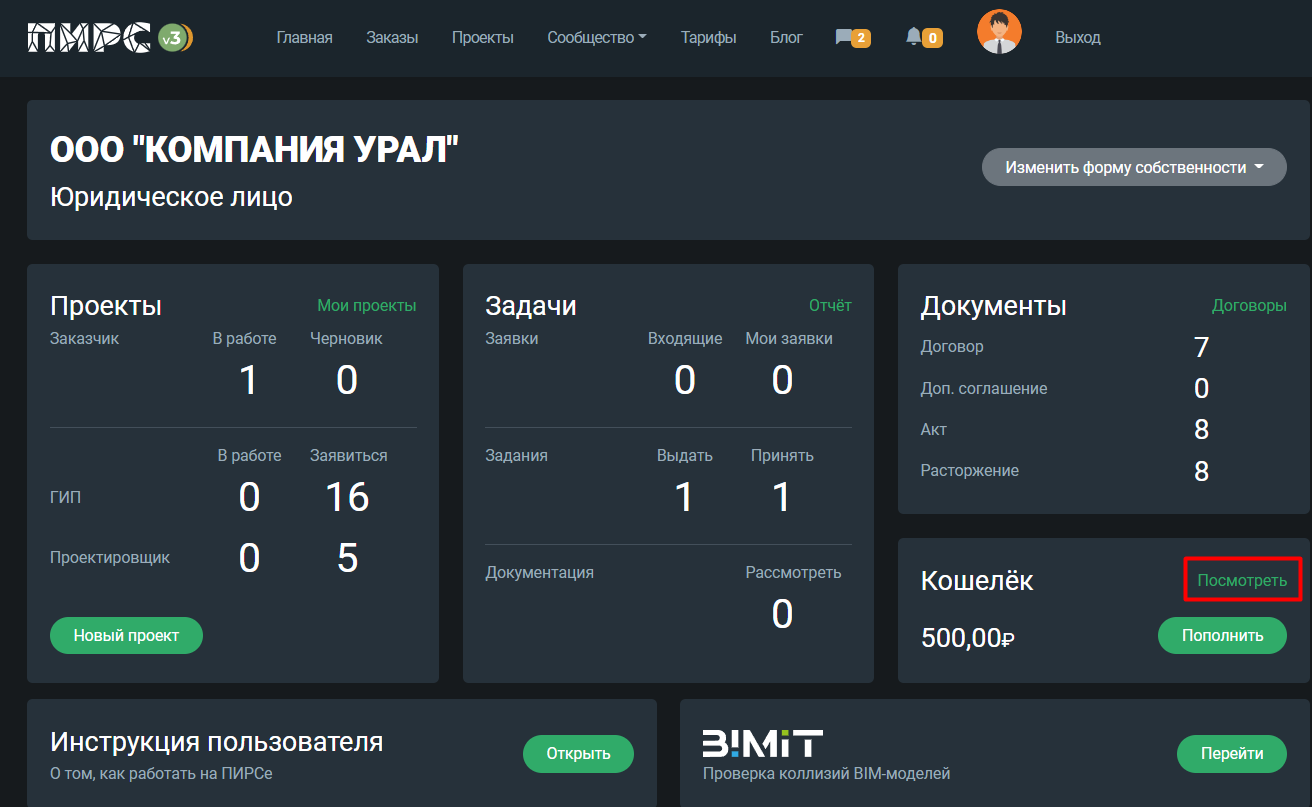 ПИРС v3 Главная Заказы Проекты Сообщество Тарифы Блог 2 0 Выход
ООО "КОМПАНИЯ УРАЛ"
Юридическое лицо
Изменить форму собственности
Проекты Мои проекты
Заказчик В работе Черновик
1 0
В работе Заявиться
ГИП 0 16
Проектировщик 0 5
Новый проект
Задачи Отчёт
Заявки Входящие Мои заявки
0 0
Задания Выдать Принять
1 1
Документация Рассмотреть
0
Документы Договоры
Договор 7
Доп. соглашение 0
Акт 8
Расторжение 8
Кошелёк Посмотреть
500,00₽ Пополнить
Инструкция пользователя
О том, как работать на ПИРСе
Открыть
B!MiT
Проверка коллизий BIM-моделей
Перейти